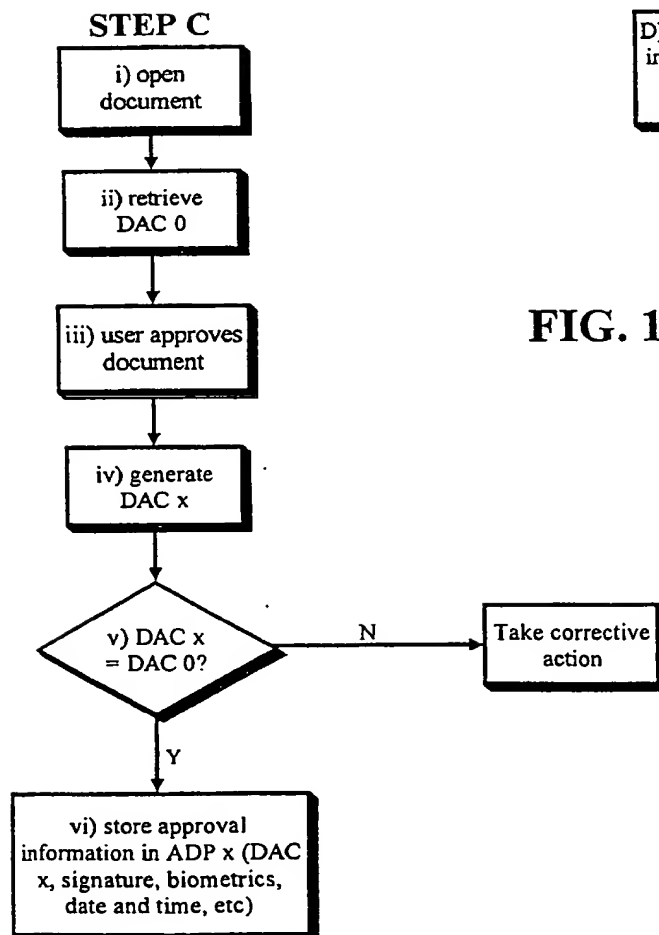 STEP C
i) open
document
ii) retrieve
DAC 0
iii) user approves
document
iv) generate
DAC x
v) DAC x
= DAC 0?
N
Take corrective
action
Y
vi) store approval
information in ADP x (DAC
x, signature, biometrics,
date and time, etc)
D)
in
FIG. 1